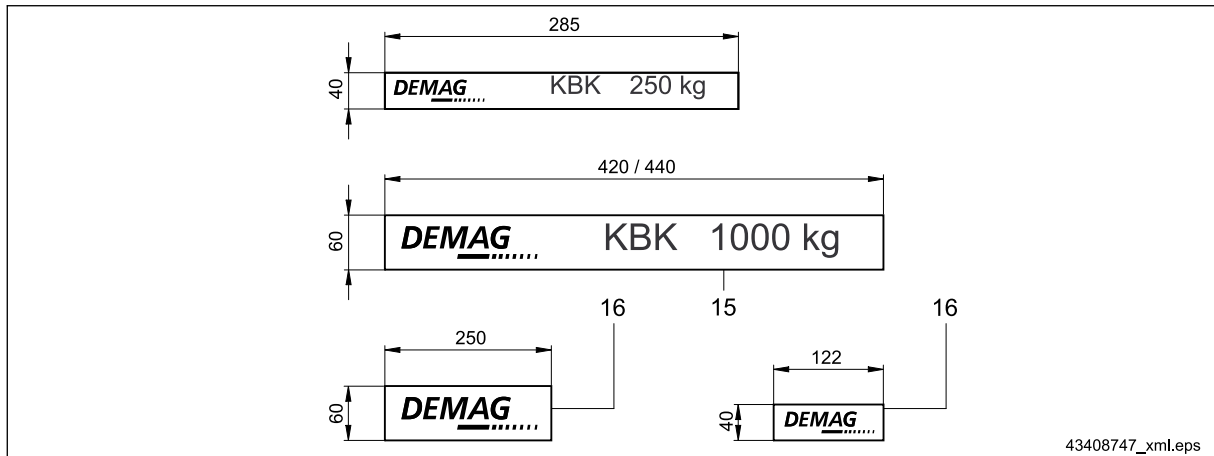 285
40
DEMAG KBK 250 kg
420 / 440
60
DEMAG KBK 1000 kg
16 15 16
250 122
60
DEMAG
40
DEMAG
43408747_xml.eps